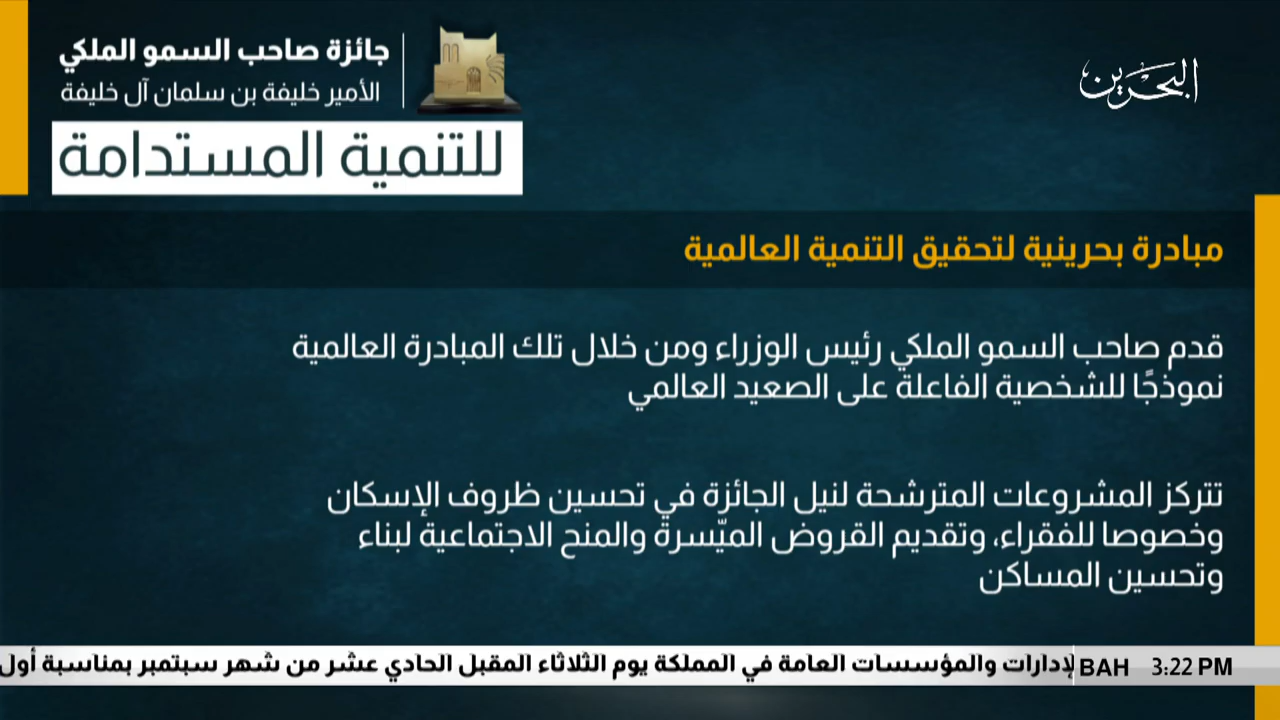 جائزة صاحب السمو الملكي
الأمير خليفة بن سلمان آل خليفة
للتنمية المستدامة
البحرين
مبادرة بحرينية لتحقيق التنمية العالمية
قدم صاحب السمو الملكي رئيس الوزراء ومن خلال تلك المبادرة العالمية
نموذجًا للشخصية الفاعلة على الصعيد العالمي
تتركز المشروعات المترشحة لنيل الجائزة في تحسين ظروف الإسكان
وخصوصا للفقراء، وتقديم القروض الميّسرة والمنح الاجتماعية لبناء
وتحسين المساكن
لإدارات والمؤسسات العامة في المملكة يوم الثلاثاء المقبل الحادي عشر من شهر سبتمبر بمناسبة أول
BAH 3:22 PM